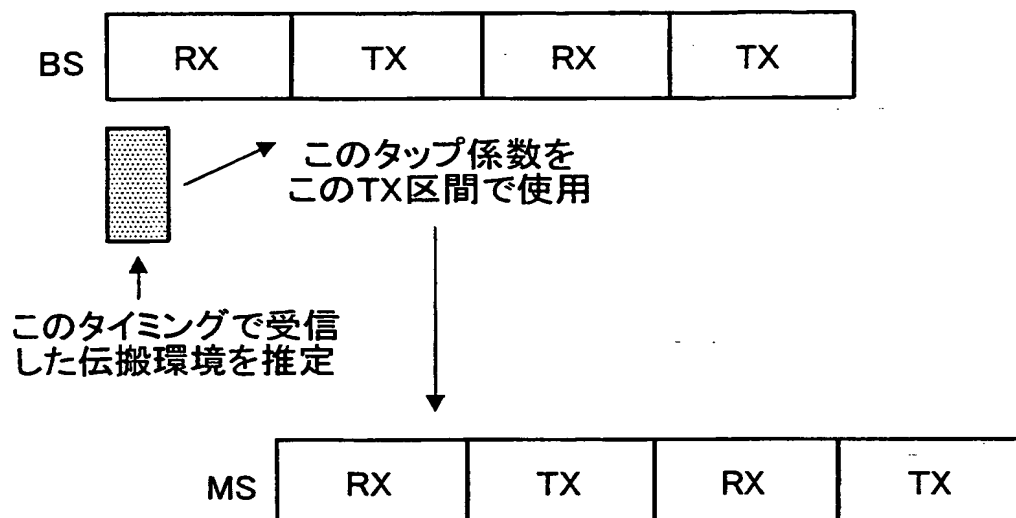 BS RX TX RX TX
このタップ係数を
このTX区間で使用
このタイミングで受信
した伝搬環境を推定
MS RX TX RX TX